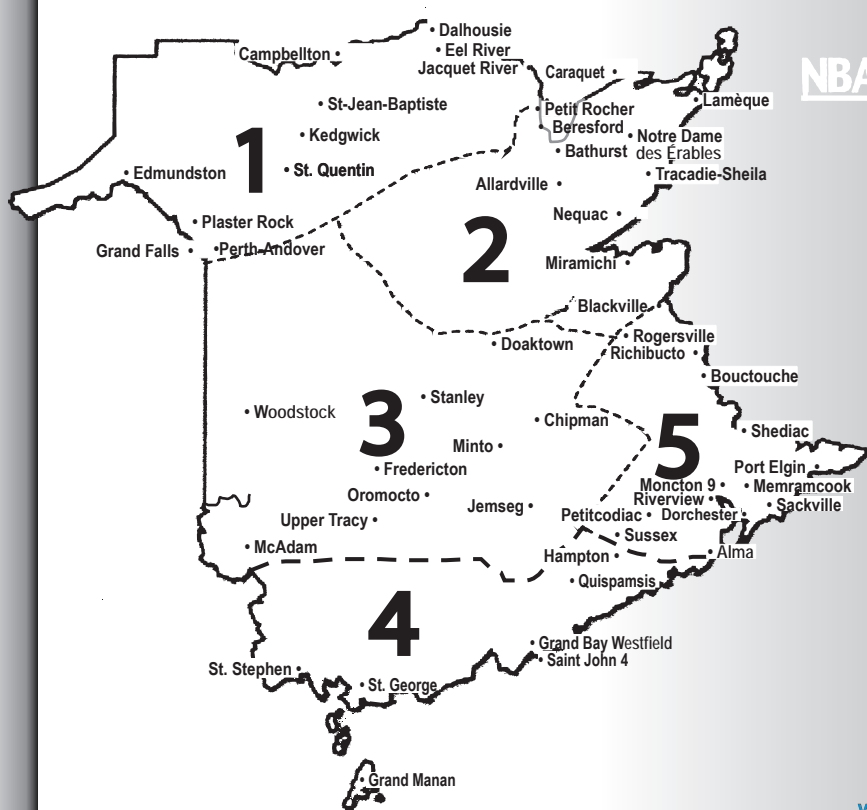 Dalhousie
Eel River
Campbellton
Jacquet River
Caraquet
NBA
Lamèque
St-Jean-Baptiste
Petit Rocher
Beresford
Kedgwick
Notre Dame
des Érables
1
Bathurst
St. Quentin
Edmundston
Tracadie-Sheila
Allardville
Plaster Rock
Nequac
2
Grand Falls
Perth-Andover
Miramichi
Blackville
Rogersville
Doaktown
Richibucto
Bouctouche
Stanley
Woodstock
3
Chipman
Shediac
Minto
5
Fredericton
Port Elgin
Moncton 9
Memramcook
Oromocto
Riverview
Jemseg
Sackville
Upper Tracy
Petitcodiac
Dorchester
Sussex
McAdam
Hampton
Alma
Quispamsis
4
Grand Bay Westfield
Saint John 4
St. Stephen
St. George
Grand Manan